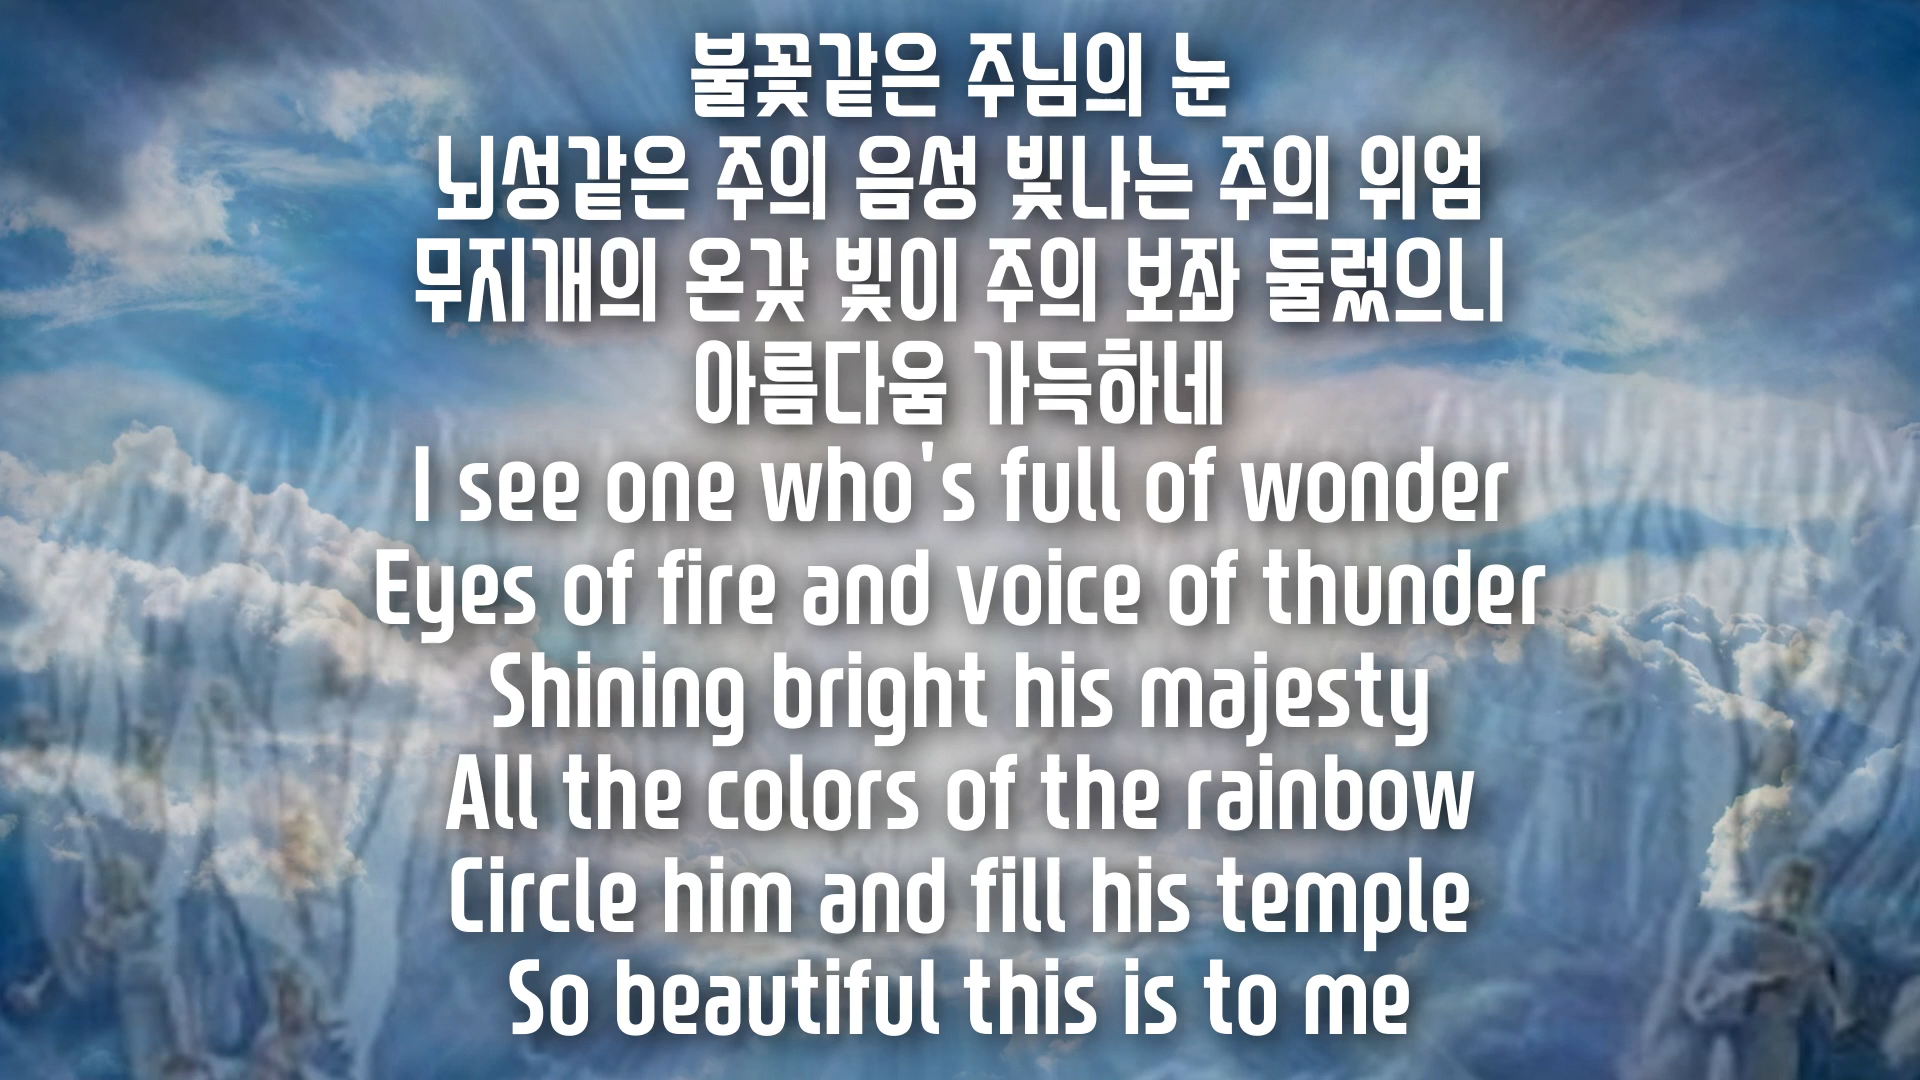 불꽃같은 주님의 눈
뇌성같은 주의 음성 빛나는 주의 위엄
무지개의 온갖 빛이 주의 보좌 둘렀으니
아름다움 가득하네
I see one who's full of wonder
Eyes of fire and voice of thunder
Shining bright his majesty
All the colors of the rainbow
Circle him and fill his temple
So beautiful this is to me